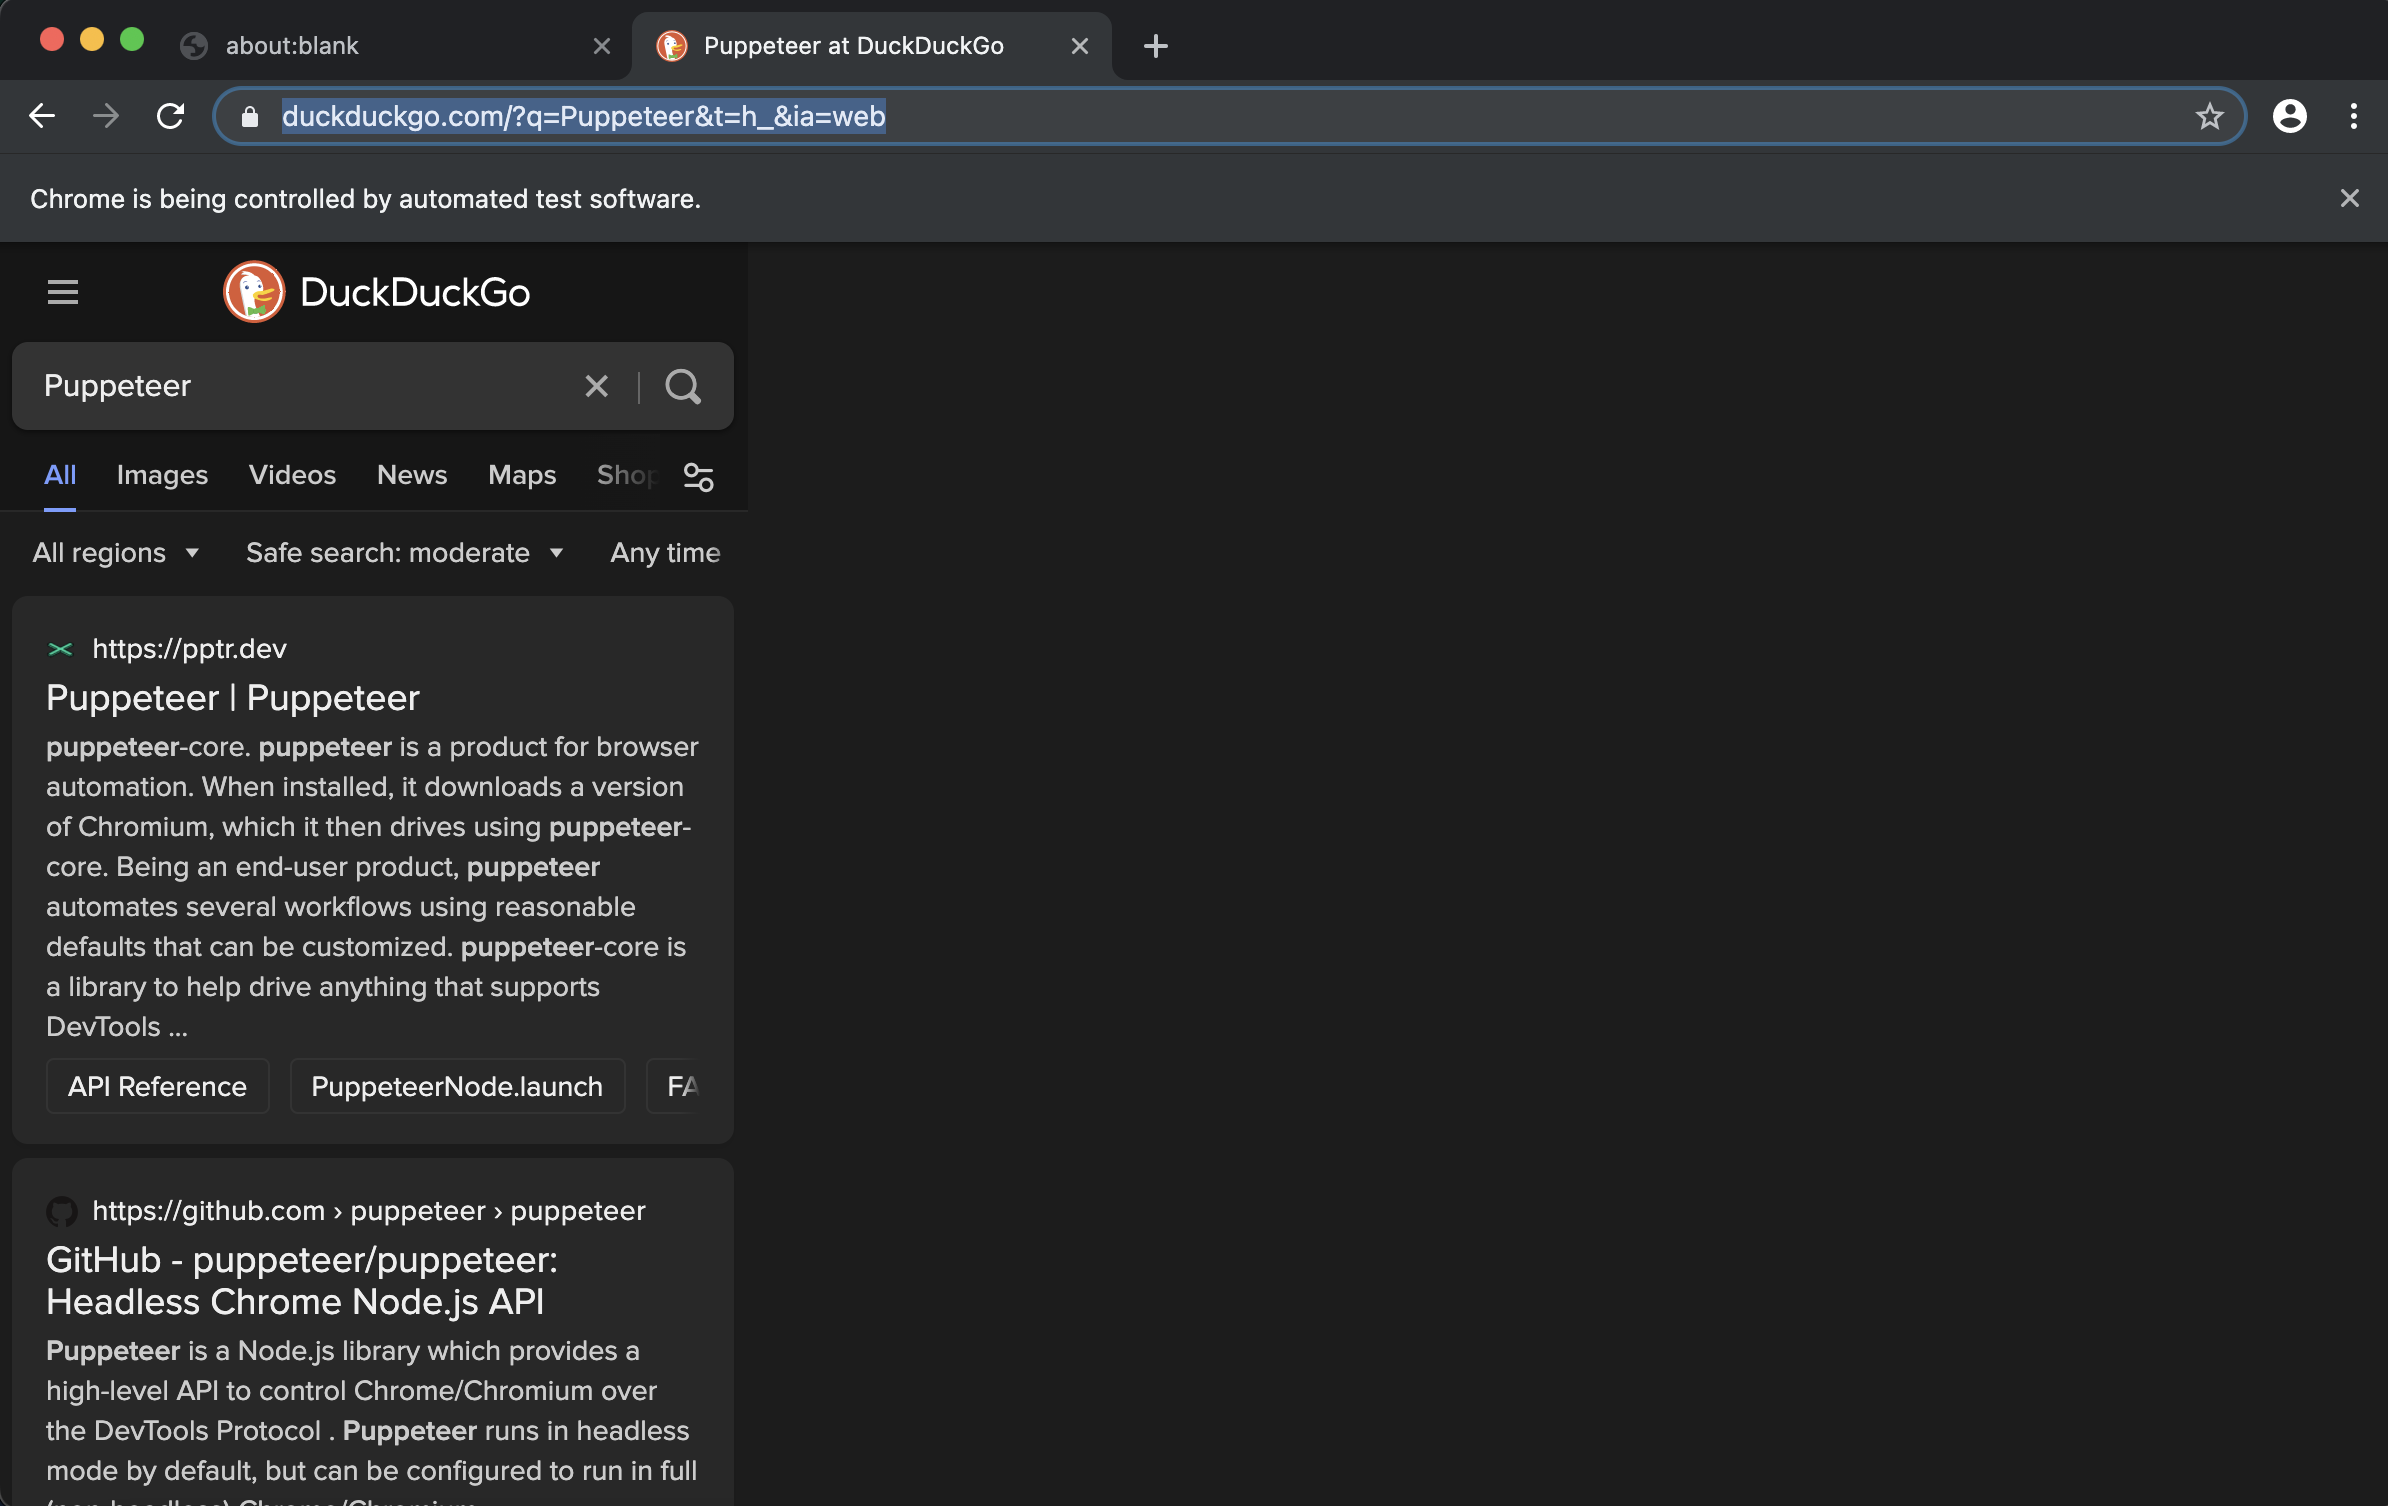 about:blank
Puppeteer at DuckDuckGo
duckduckgo.com/?q=Puppeteer&t=h_&ia=web
Chrome is being controlled by automated test software.
DuckDuckGo
Puppeteer
All Images Videos News Maps Shop
All regions Safe search: moderate Any time
https://pptr.dev
Puppeteer | Puppeteer
puppeteer-core. puppeteer is a product for browser
automation. When installed, it downloads a version
of Chromium, which it then drives using puppeteer-
core. Being an end-user product, puppeteer
automates several workflows using reasonable
defaults that can be customized. puppeteer-core is
a library to help drive anything that supports
DevTools ...
API Reference PuppeteerNode.launch FA
https://github.com › puppeteer › puppeteer
GitHub - puppeteer/puppeteer:
Headless Chrome Node.js API
Puppeteer is a Node.js library which provides a
high-level API to control Chrome/Chromium over
the DevTools Protocol . Puppeteer runs in headless
mode by default, but can be configured to run in full